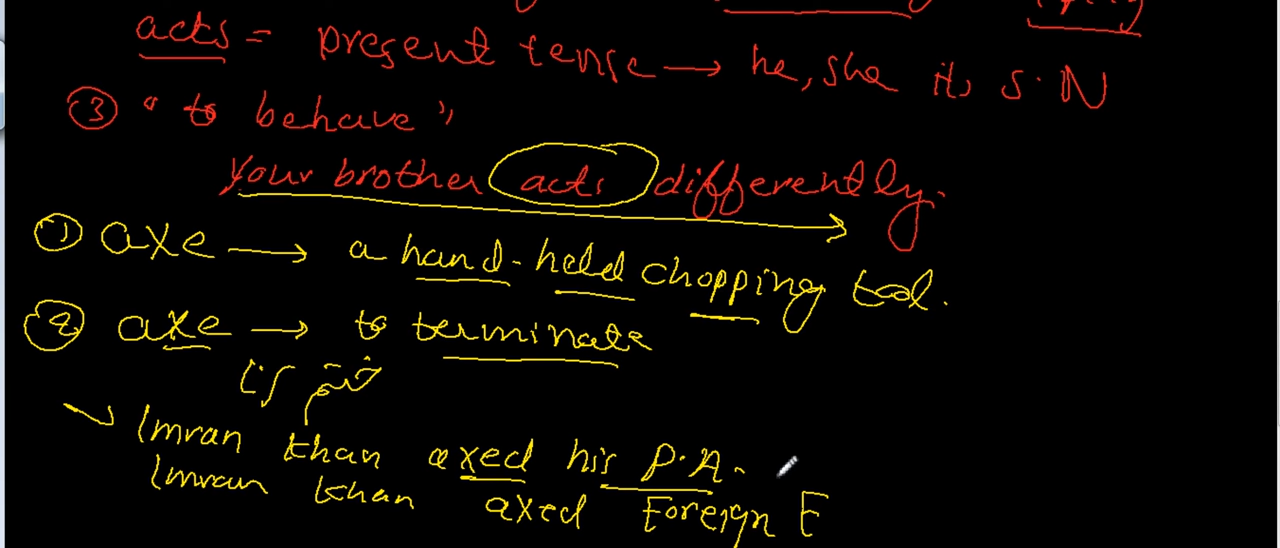 acts = present tense → he, she it, S.N
③ "to behave"
Your brother acts differently.
① axe → a hand-held chopping tool.
② axe → to terminate
ختم کرنا
Imran khan axed his P.A.
Imran khan axed Foreign E